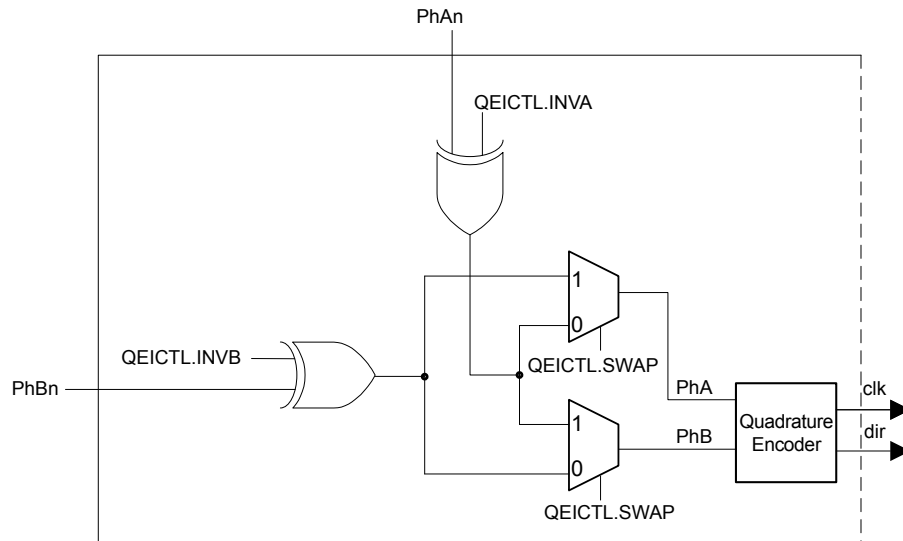 PhAn
QEICTL.INVA
1
0
QEICTL.INVB
QEICTL.SWAP
PhBn
PhA
clk
Quadrature
Encoder
dir
1
PhB
0
QEICTL.SWAP